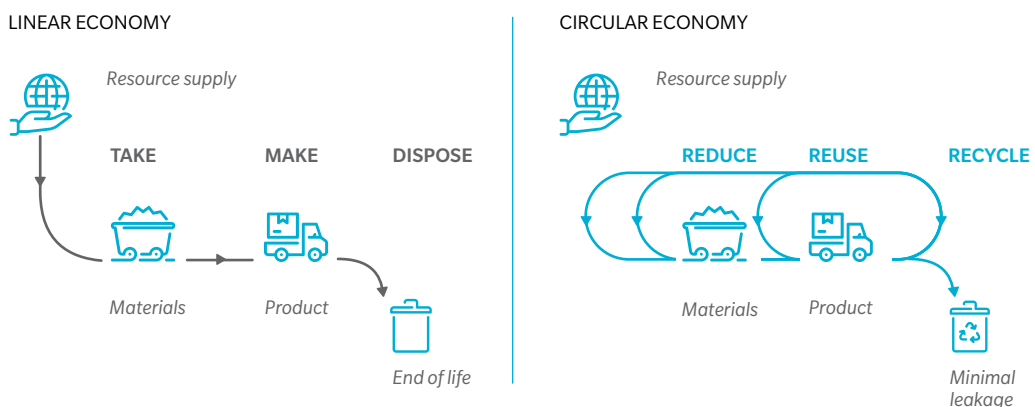 LINEAR ECONOMY
Resource supply
TAKE
MAKE
DISPOSE
Materials
Product
End of life
CIRCULAR ECONOMY
Resource supply
REDUCE
REUSE
RECYCLE
Materials
Product
Minimal
leakage